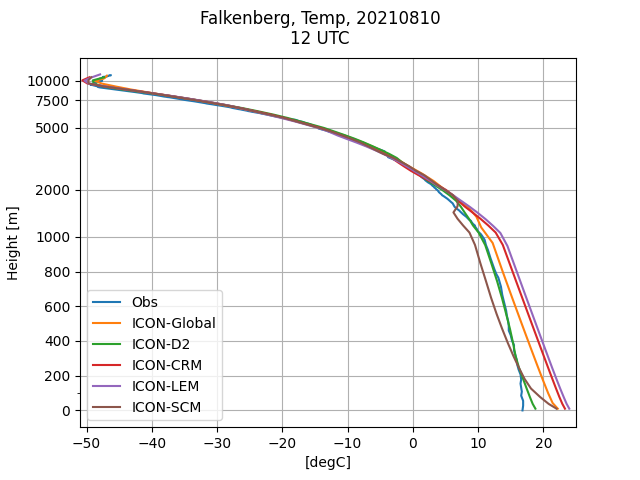 Falkenberg, Temp, 20210810
12 UTC
10000
7500
5000
2000
1000
800
600
400
200
0
Height [m]
Obs
ICON-Global
ICON-D2
ICON-CRM
ICON-LEM
ICON-SCM
−50 −40 −30 −20 −10 0 10 20
[degC]